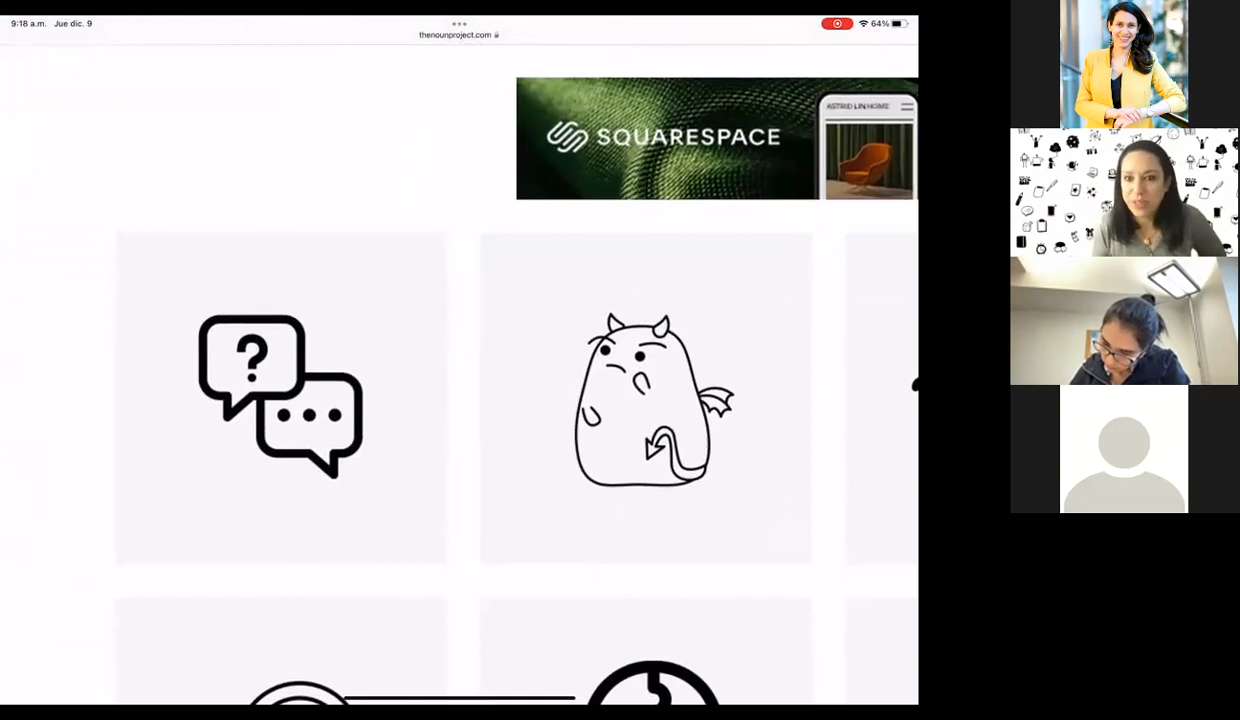 9:18 a.m. Jue dic. 9
64%
thenounproject.com
SQUARESPACE
ASTRID LIN HOME
?